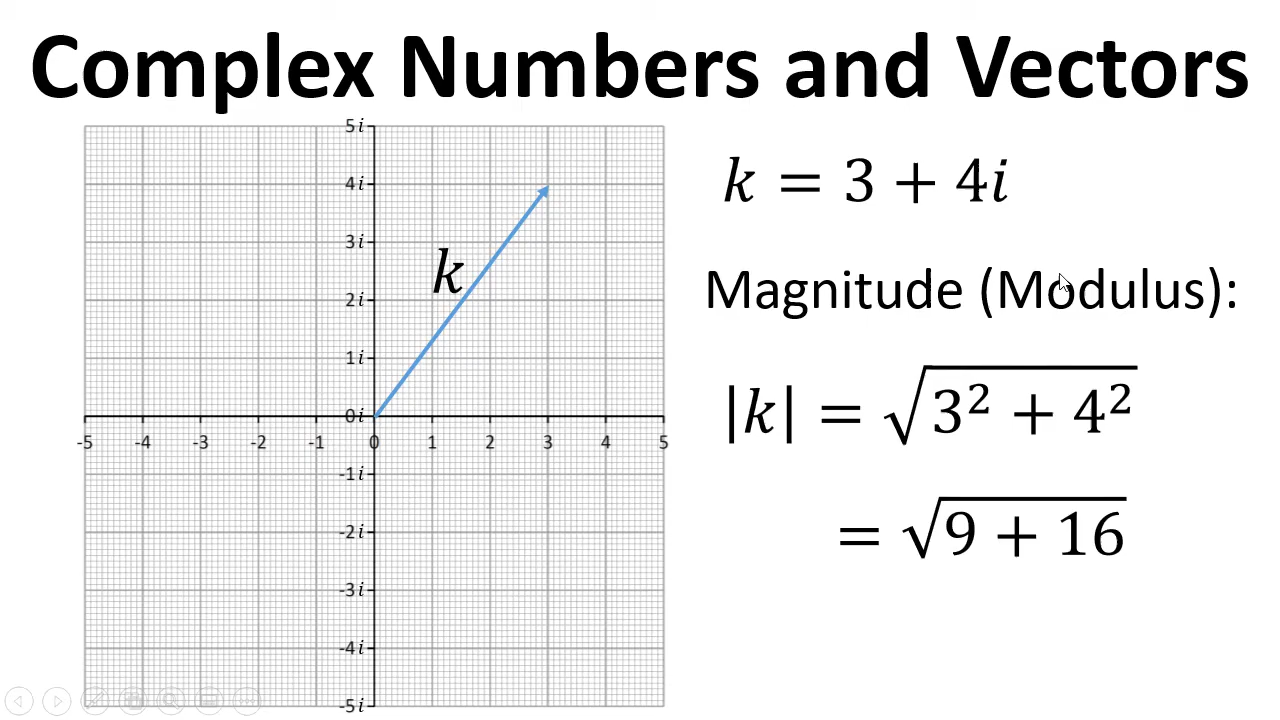 Complex Numbers and Vectors
5i
4i
3i
2i
1i
0i
-5 -4 -3 -2 -1 0 1 2 3 4 5
-1i
-2i
-3i
-4i
-5i
k
k = 3 + 4i
Magnitude (Modulus):
|k| = √3² + 4²
= √9 + 16